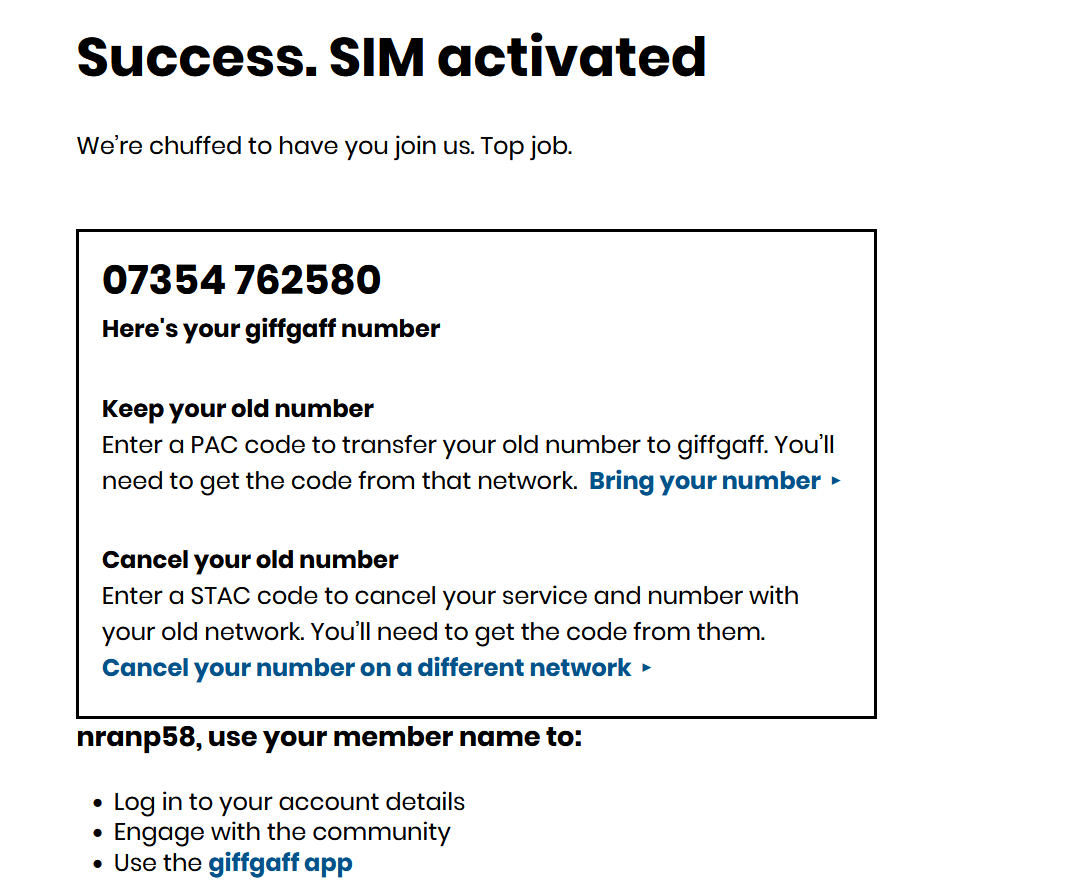 Success. SIM activated
We’re chuffed to have you join us. Top job.
07354 762580
Here's your giffgaff number
Keep your old number
Enter a PAC code to transfer your old number to giffgaff. You’ll
need to get the code from that network. Bring your number ▸
Cancel your old number
Enter a STAC code to cancel your service and number with
your old network. You’ll need to get the code from them.
Cancel your number on a different network ▸
nranp58, use your member name to:
• Log in to your account details
• Engage with the community
• Use the giffgaff app